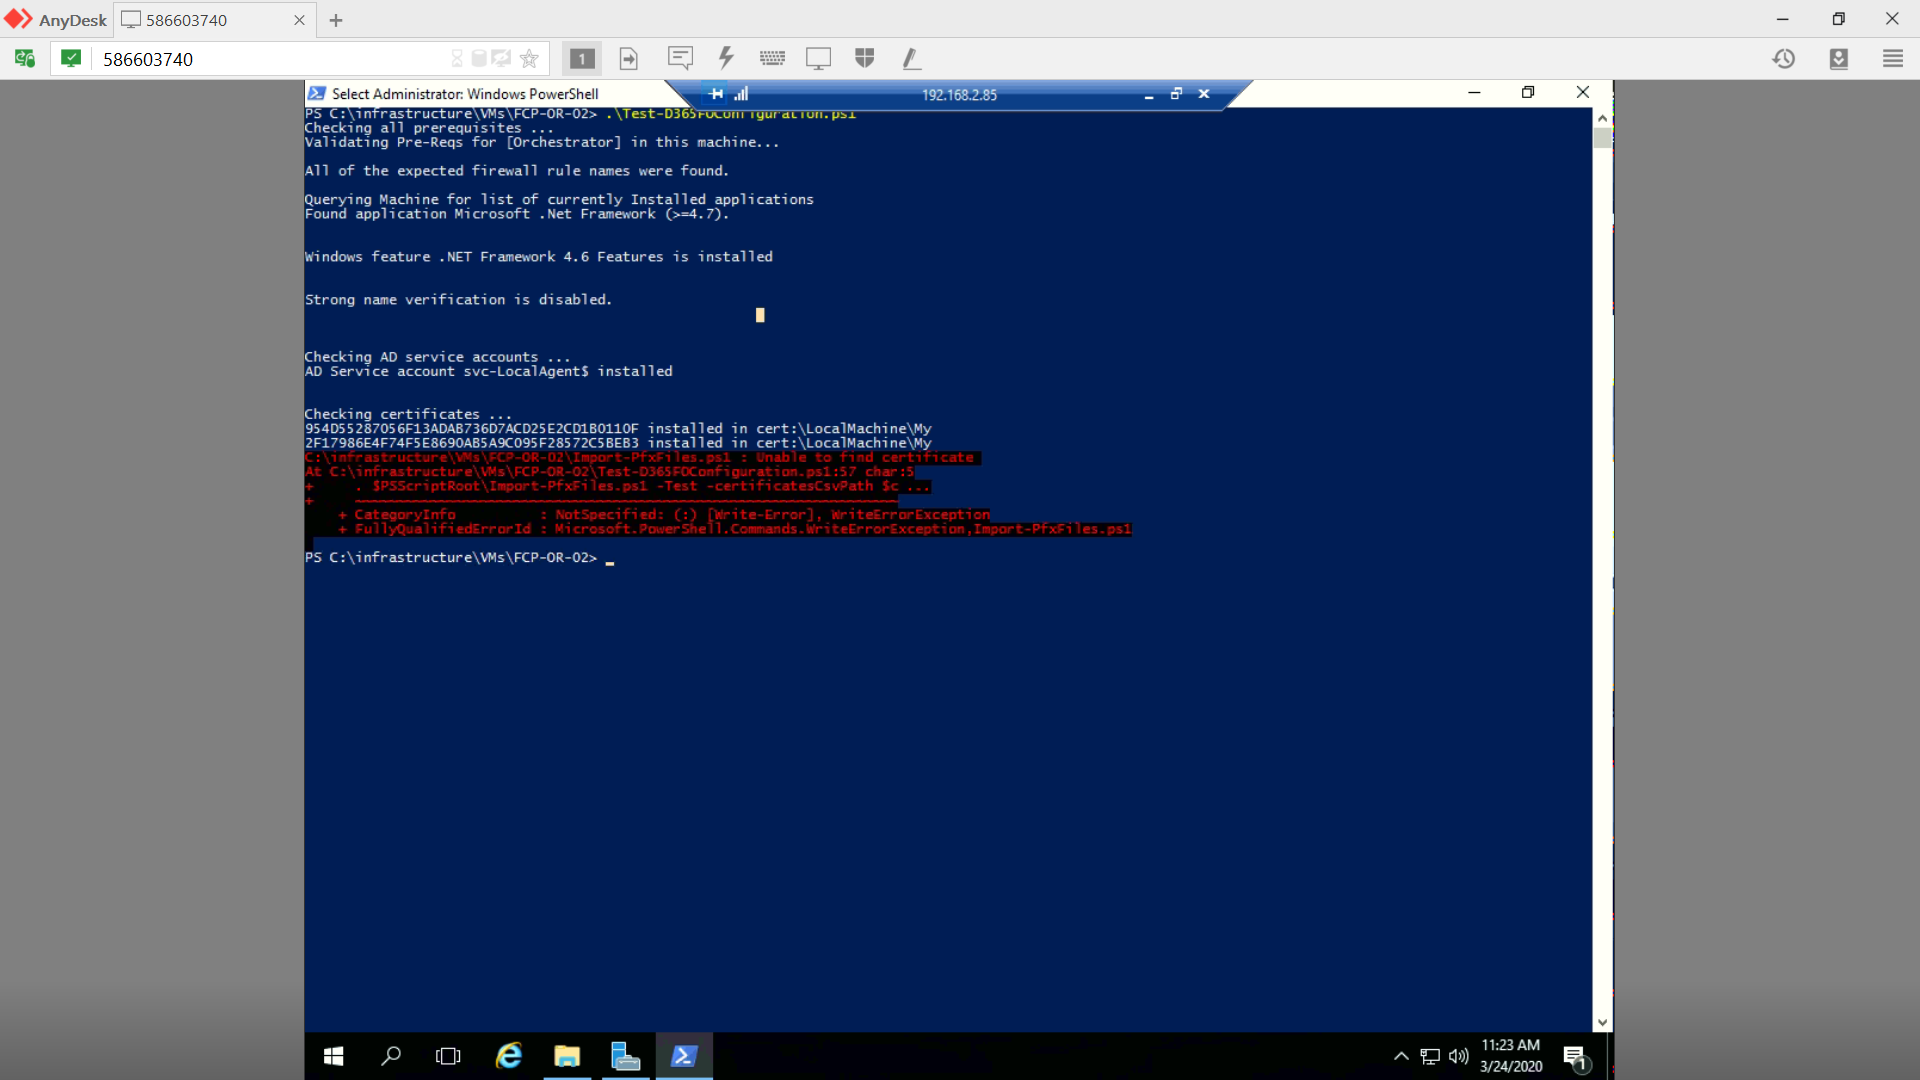 AnyDesk
586603740
586603740
1
Select Administrator: Windows PowerShell
192.168.2.85
PS C:\infrastructure\VMs\FCP-OR-02> .\Test-D365FOConfiguration.ps1
Checking all prerequisites ...
Validating Pre-Reqs for [Orchestrator] in this machine...
All of the expected firewall rule names were found.
Querying Machine for list of currently Installed applications
Found application Microsoft .Net Framework (>=4.7).
Windows feature .NET Framework 4.6 Features is installed
Strong name verification is disabled.
Checking AD service accounts ...
AD Service account svc-LocalAgent$ installed
Checking certificates ...
954D55287056F13ADAB736D7ACD25E2CD1B0110F installed in cert:\LocalMachine\My
2F17986E4F74F5E8690AB5A9C095F28572C5BEB3 installed in cert:\LocalMachine\My
C:\infrastructure\VMs\FCP-OR-02\Import-PfxFiles.ps1 : Unable to find certificate
At C:\infrastructure\VMs\FCP-OR-02\Test-D365FOConfiguration.ps1:57 char:5
+     . $PSScriptRoot\Import-PfxFiles.ps1 -Test -certificatesCsvPath $c ...
+     ~~~~~~~~~~~~~~~~~~~~~~~~~~~~~~~~~~~~~~~~~~~~~~~~~~~~~~~~~~~~~~~~~
    + CategoryInfo          : NotSpecified: (:) [Write-Error], WriteErrorException
    + FullyQualifiedErrorId : Microsoft.PowerShell.Commands.WriteErrorException,Import-PfxFiles.ps1
PS C:\infrastructure\VMs\FCP-OR-02> _
11:23 AM
3/24/2020
1